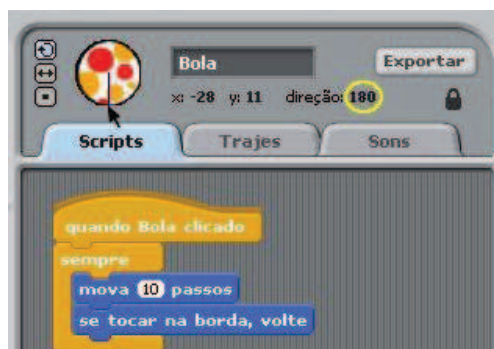 Bola
Exportar
x: -28 y: 11 direção: 180
Scripts Trajes Sons
quando Bola clicado
sempre
mova 10 passos
se tocar na borda, volte